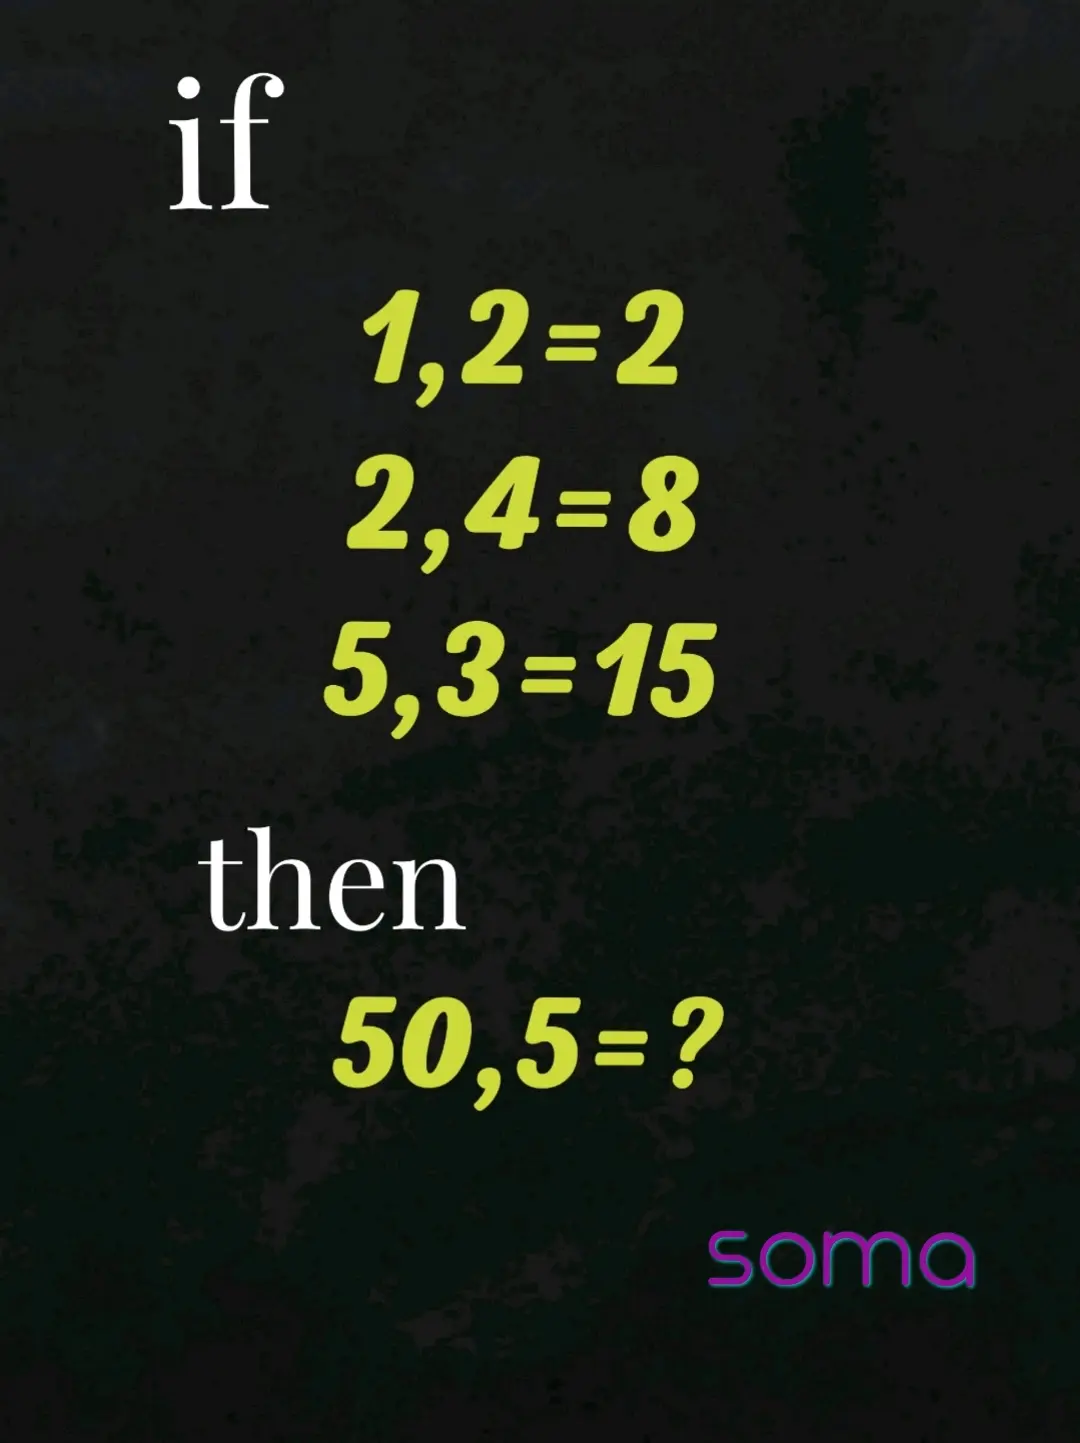 if
1,2=2
2,4=8
5,3=15
then
50,5=?
soma